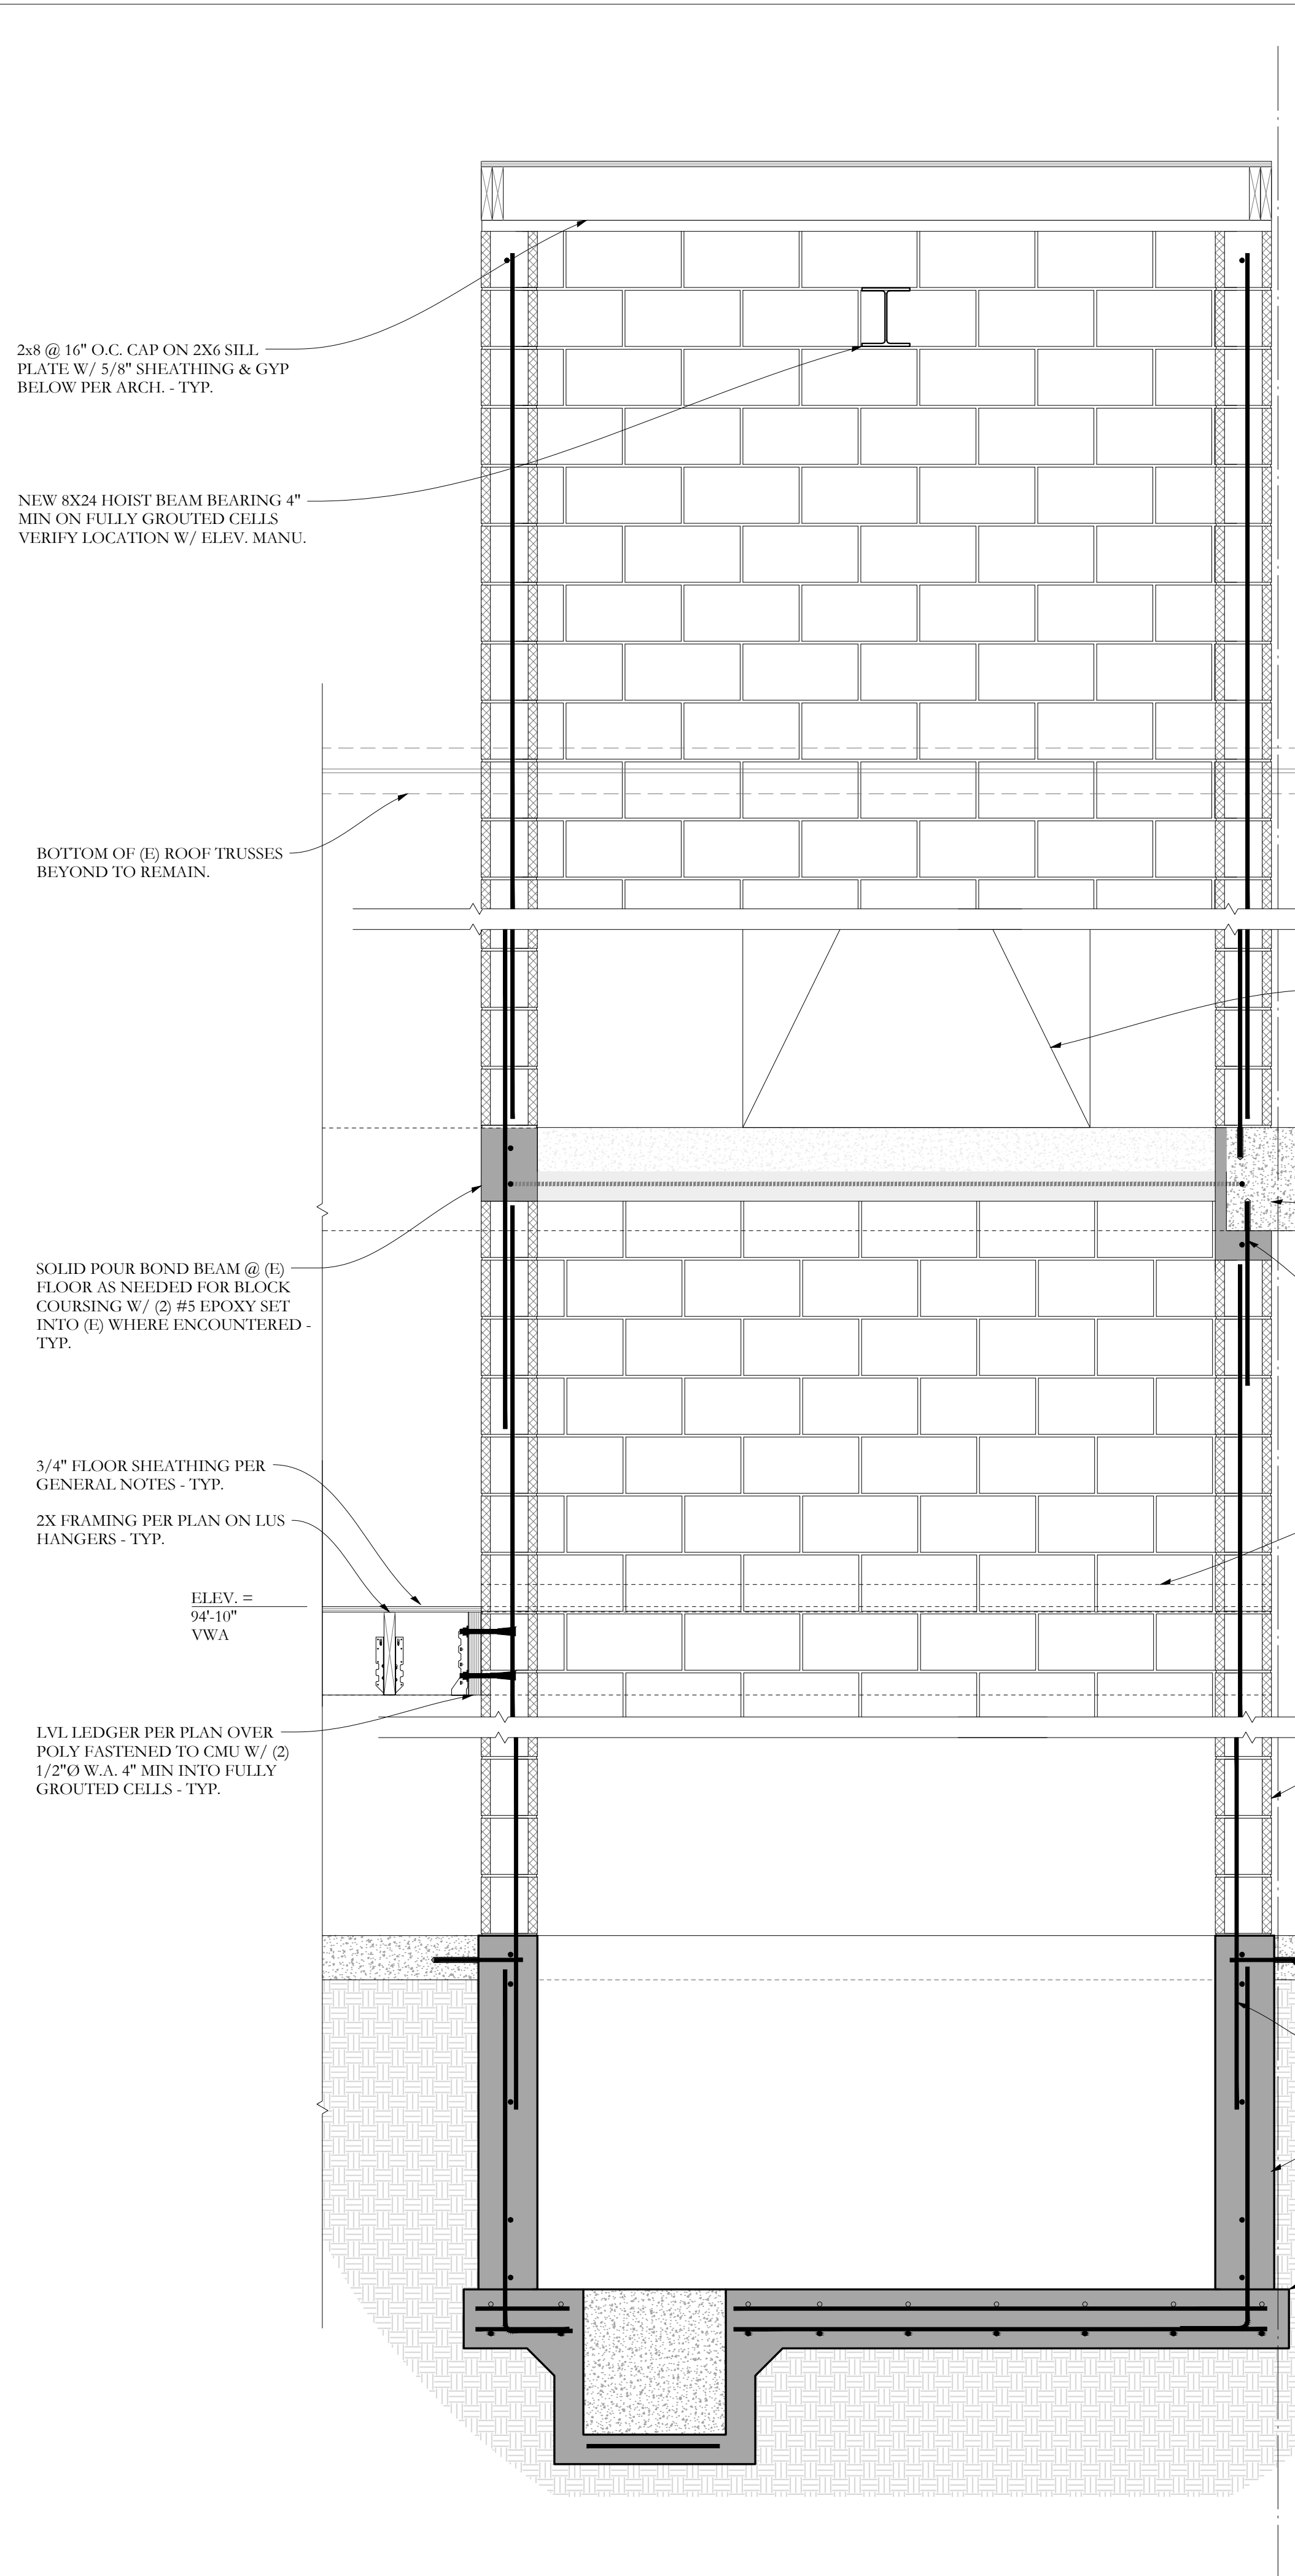 2x8 @ 16" O.C. CAP ON 2X6 SILL
PLATE W/ 5/8" SHEATHING & GYP
BELOW PER ARCH. - TYP.
NEW 8X24 HOIST BEAM BEARING 4"
MIN ON FULLY GROUTED CELLS
VERIFY LOCATION W/ ELEV. MANU.
BOTTOM OF (E) ROOF TRUSSES
BEYOND TO REMAIN.
SOLID POUR BOND BEAM @ (E)
FLOOR AS NEEDED FOR BLOCK
COURSING W/ (2) #5 EPOXY SET
INTO (E) WHERE ENCOUNTERED -
TYP.
3/4" FLOOR SHEATHING PER
GENERAL NOTES - TYP.
2X FRAMING PER PLAN ON LUS
HANGERS - TYP.
ELEV. =
94'-10"
VWA
LVL LEDGER PER PLAN OVER
POLY FASTENED TO CMU W/ (2)
1/2"Ø W.A. 4" MIN INTO FULLY
GROUTED CELLS - TYP.